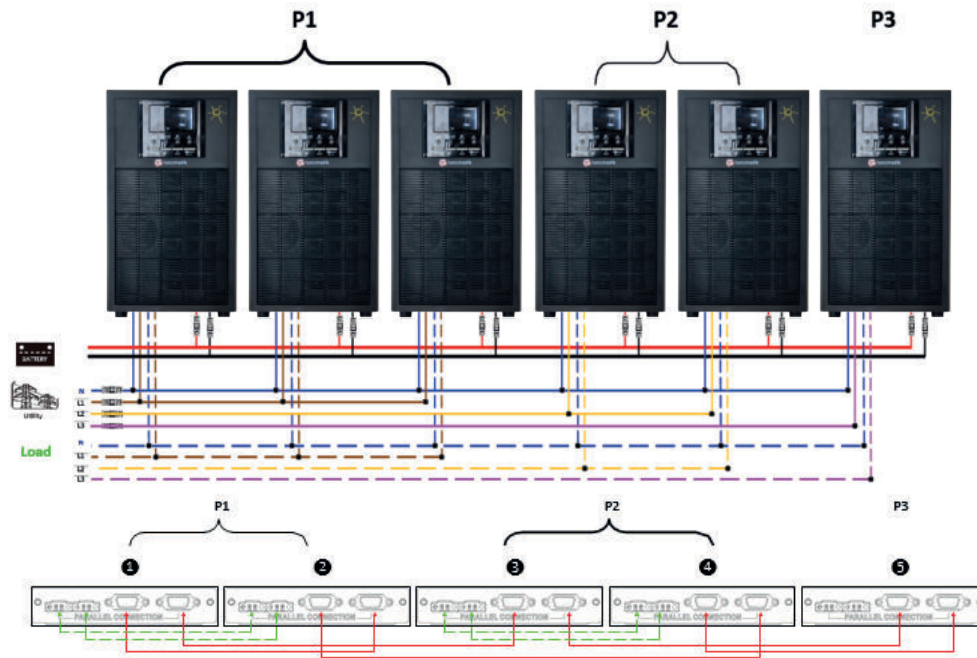 P1 P2 P3
BATTERY
Utility
N
L1
L2
L3
Load
N
L1
L2
L3
P1 P2 P3
1 2 3 4 5
PARALLEL CONNECTION PARALLEL CONNECTION PARALLEL CONNECTION PARALLEL CONNECTION PARALLEL CONNECTION